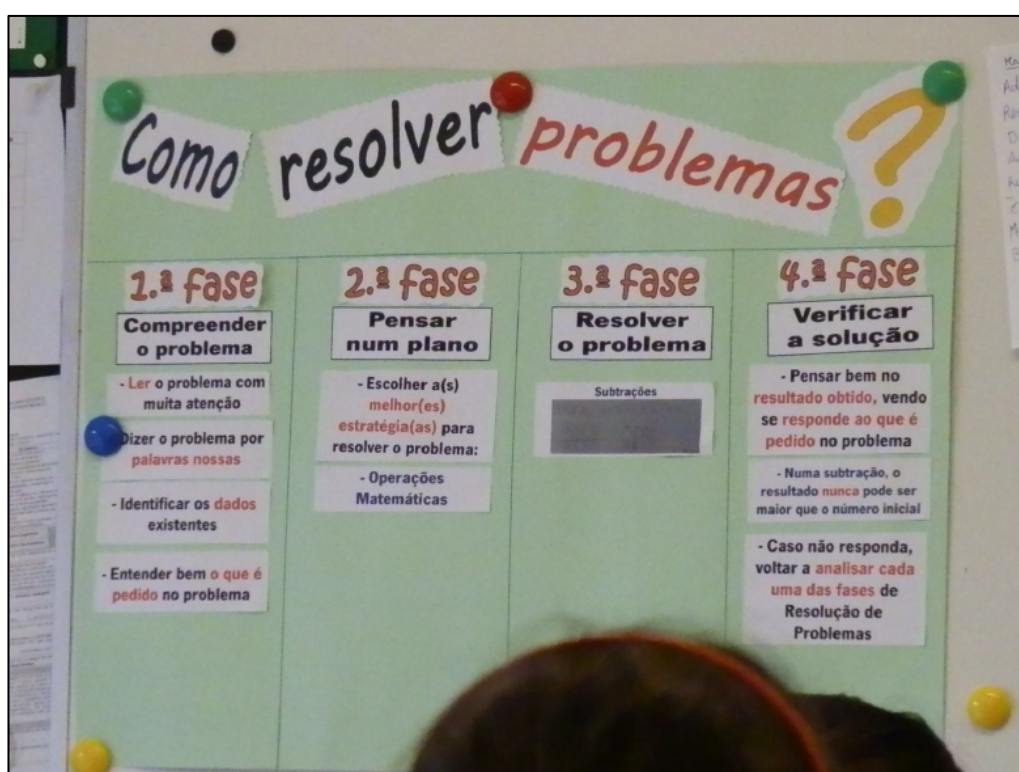 Como resolver problemas ?
1.ª fase
Compreender
o problema
- Ler o problema com
muita atenção
Dizer o problema por
palavras nossas
- Identificar os dados
existentes
- Entender bem o que é
pedido no problema
2.ª fase
Pensar
num plano
- Escolher a(s)
melhor(es)
estratégia(as) para
resolver o problema:
- Operações
Matemáticas
3.ª fase
Resolver
o problema
Subtrações
4.ª fase
Verificar
a solução
- Pensar bem no
resultado obtido, vendo
se responde ao que é
pedido no problema
- Numa subtração, o
resultado nunca pode ser
maior que o número inicial
- Caso não responda,
voltar a analisar cada
uma das fases de
Resolução de
Problemas